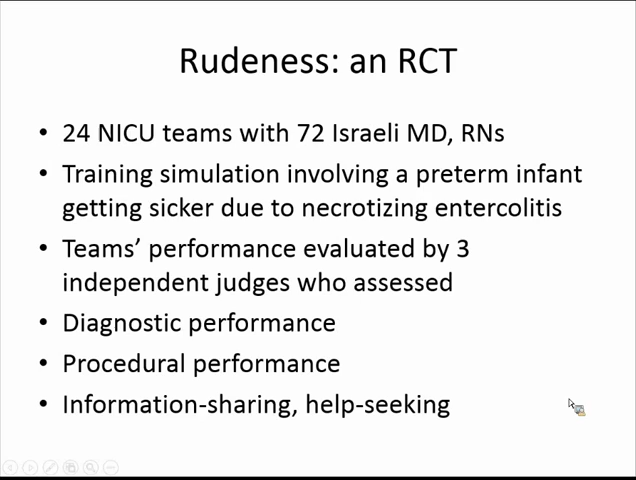 Rudeness: an RCT
• 24 NICU teams with 72 Israeli MD, RNs
• Training simulation involving a preterm infant
getting sicker due to necrotizing entercolitis
• Teams' performance evaluated by 3
independent judges who assessed
• Diagnostic performance
• Procedural performance
• Information-sharing, help-seeking